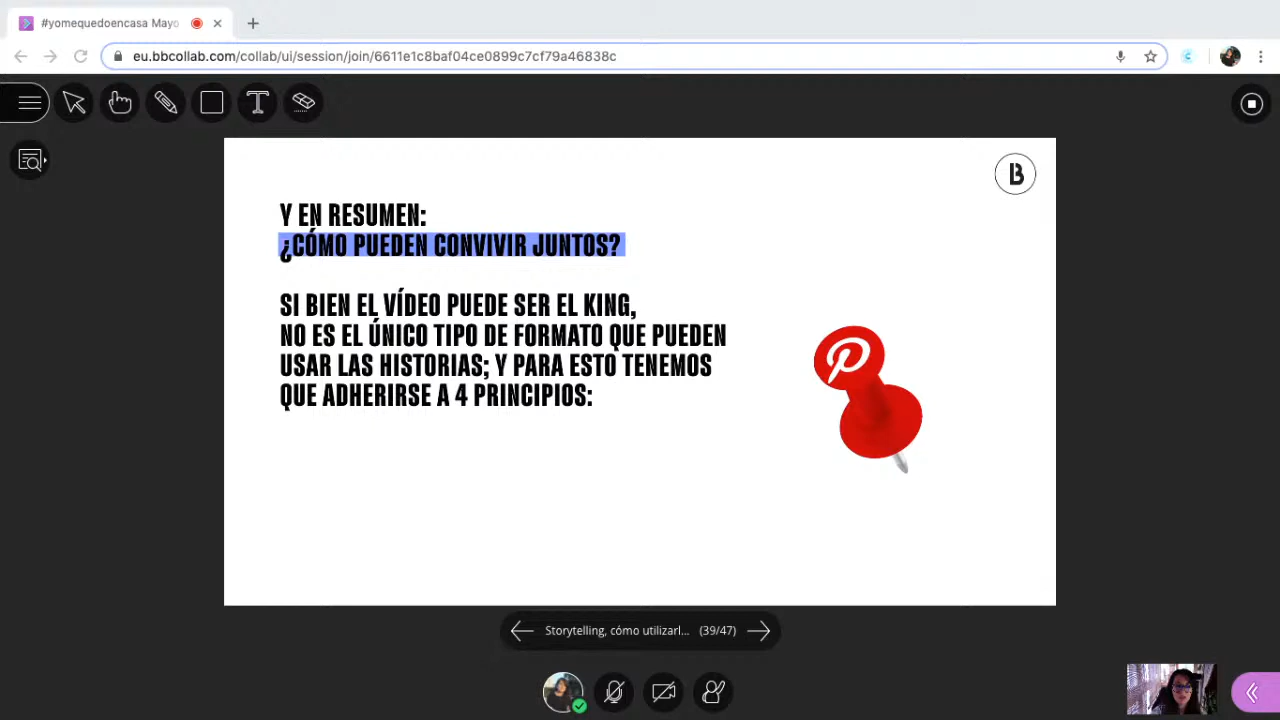 #yomequedoencasa Mayo
eu.bbcollab.com/collab/ui/session/join/6611e1c8baf04ce0899c7cf79a46838c
T
B
Y EN RESUMEN:
¿CÓMO PUEDEN CONVIVIR JUNTOS?
SI BIEN EL VÍDEO PUEDE SER EL KING,
NO ES EL ÚNICO TIPO DE FORMATO QUE PUEDEN
USAR LAS HISTORIAS; Y PARA ESTO TENEMOS
QUE ADHERIRSE A 4 PRINCIPIOS:
Storytelling, cómo utilizarl... (39/47)